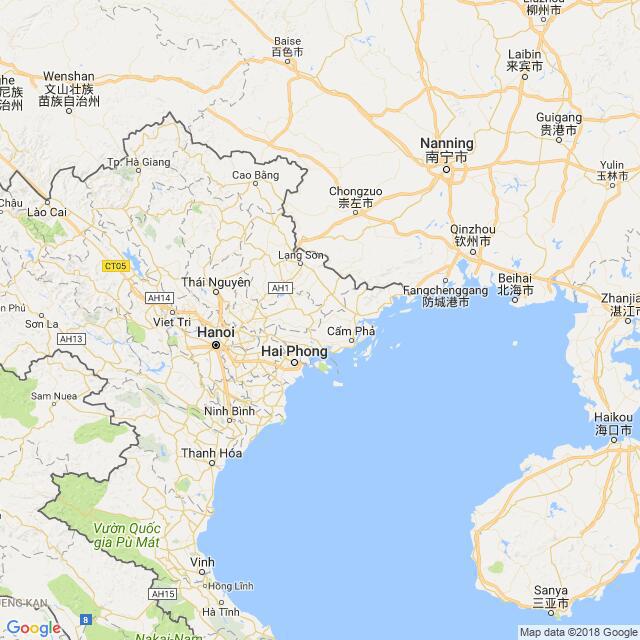 Liuzhou
柳州市
Baise
百色市
Laibin
来宾市
Wenshan
文山壮族
苗族自治州
尼族
治州
Guigang
贵港市
Nanning
南宁市
Tp. Hà Giang
Yulin
玉林市
Cao Bằng
Chongzuo
崇左市
Châu
Lào Cai
Qinzhou
钦州市
Lạng Sơn
CT05
Beihai
北海市
Fangchenggang
防城港市
Thái Nguyên
AH1
AH14
Zhanjia
湛江市
Phủ
Sơn La
Việt Trì
Hanoi
Cẩm Phả
AH13
Hai Phong
Sam Nuea
Ninh Bình
Haikou
海口市
Thanh Hóa
Vườn Quốc
gia Pù Mát
Vinh
Hồng Lĩnh
AH15
Hà Tĩnh
Sanya
三亚市
8
Nakai-Nam
Google
Map data ©2018 Google